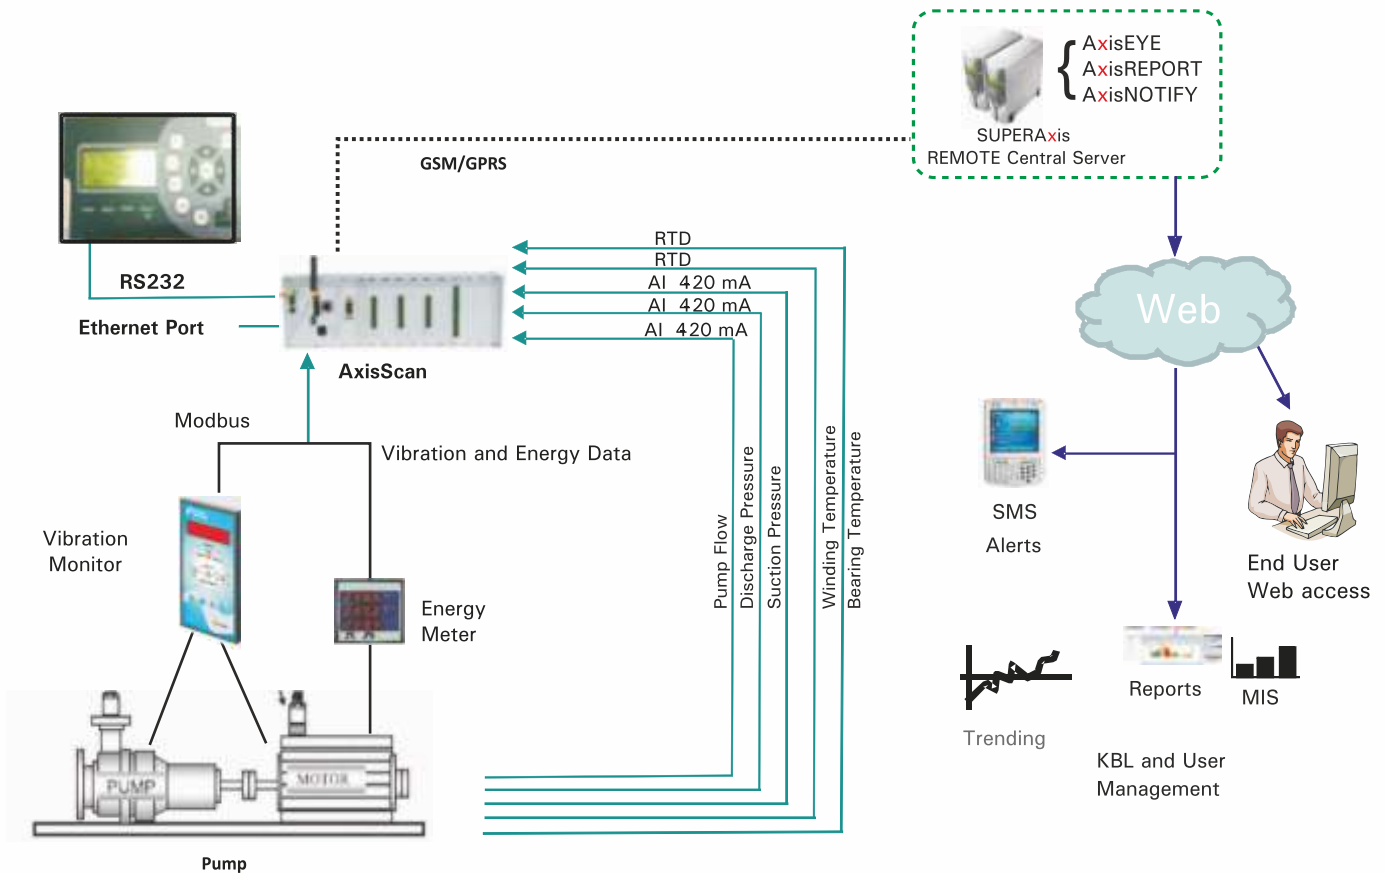 AxisEYE
AxisREPORT
AxisNOTIFY
SUPERAxis
REMOTE Central Server
GSM/GPRS
RS232
Ethernet Port
AxisScan
RTD
RTD
AI 420 mA
AI 420 mA
AI 420 mA
Web
Modbus
Vibration and Energy Data
Vibration
Monitor
Energy
Meter
Pump Flow
Discharge Pressure
Suction Pressure
Winding Temperature
Bearing Temperature
SMS
Alerts
End User
Web access
Trending
Reports
MIS
KBL and User
Management
PUMP
MOTOR
Pump